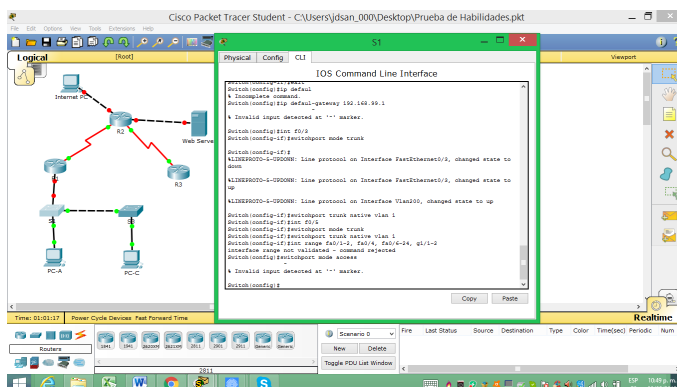 Cisco Packet Tracer Student - C:\Users\jdsan_000\Desktop\Prueba de Habilidades.pkt
File Edit Options View Tools Extensions Help
Logical
[Root]
Viewport
S1
Physical Config CLI
IOS Command Line Interface
Switch(config-if)#exit
Switch(config)#ip defaul
% Incomplete command.
Switch(config)#ip defaul-gateway 192.168.99.1
^
% Invalid input detected at '^' marker.
Switch(config)#int f0/3
Switch(config-if)#switchport mode trunk
Switch(config-if)#
%LINEPROTO-5-UPDOWN: Line protocol on Interface FastEthernet0/3, changed state to
down
%LINEPROTO-5-UPDOWN: Line protocol on Interface FastEthernet0/3, changed state to
up
%LINEPROTO-5-UPDOWN: Line protocol on Interface Vlan200, changed state to up
Switch(config-if)#switchport trunk native vlan 1
Switch(config-if)#int f0/5
Switch(config-if)#switchport mode trunk
Switch(config-if)#switchport trunk native vlan 1
Switch(config-if)#int range fa0/1-2, fa0/4, fa0/6-24, g1/1-2
interface range not validated - command rejected
Switch(config)#switchport mode access
^
% Invalid input detected at '^' marker.
Switch(config)#
Copy Paste
Internet PC
R2
Web Serve
R1
R3
S1
S3
PC-A
PC-C
Time: 01:01:17 Power Cycle Devices Fast Forward Time
Realtime
Routers
1841 1941 2620XM 2621XM 2811 2901 2911 Generic Generic
2811
Scenario 0
New Delete
Toggle PDU List Window
Fire Last Status Source Destination Type Color Time(sec) Periodic Num
ESP 10:49 p. m.